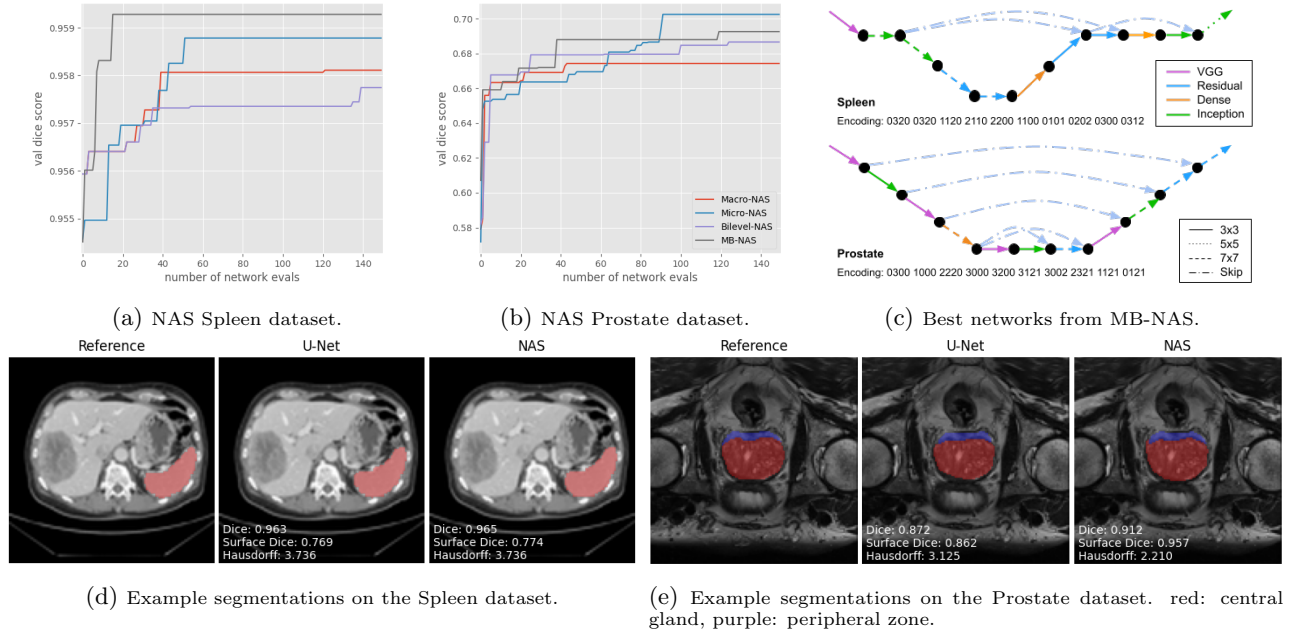 0.959
0.958
0.957
0.956
0.955
val dice score
0 20 40 60 80 100 120 140
number of network evals
(a) NAS Spleen dataset.
0.70
0.68
0.66
0.64
0.62
0.60
0.58
val dice score
Macro-NAS
Micro-NAS
Bilevel-NAS
MB-NAS
0 20 40 60 80 100 120 140
number of network evals
(b) NAS Prostate dataset.
VGG
Residual
Dense
Inception
Spleen
Encoding: 0320 0320 1120 2110 2200 1100 0101 0202 0300 0312
3x3
5x5
7x7
Skip
Prostate
Encoding: 0300 1000 2220 3000 3200 3121 3002 2321 1121 0121
(c) Best networks from MB-NAS.
Reference
U-Net
Dice: 0.963
Surface Dice: 0.769
Hausdorff: 3.736
NAS
Dice: 0.965
Surface Dice: 0.774
Hausdorff: 3.736
(d) Example segmentations on the Spleen dataset.
Reference
U-Net
Dice: 0.872
Surface Dice: 0.862
Hausdorff: 3.125
NAS
Dice: 0.912
Surface Dice: 0.957
Hausdorff: 2.210
(e) Example segmentations on the Prostate dataset. red: central
gland, purple: peripheral zone.